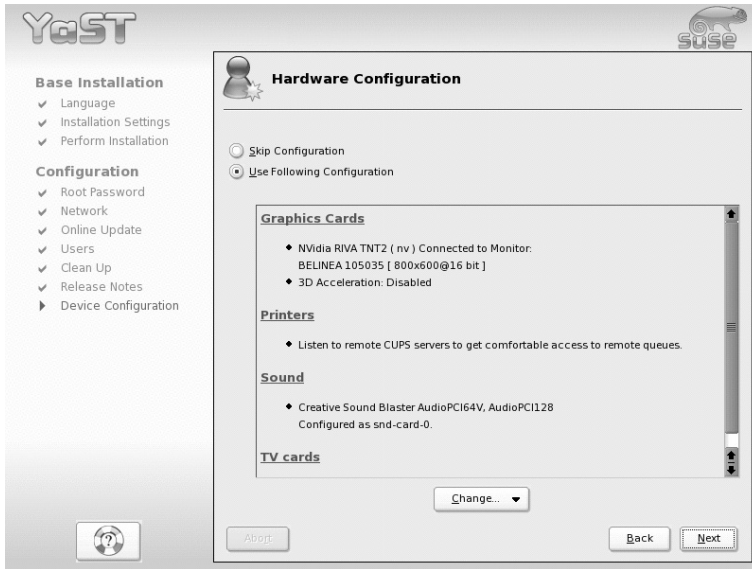 YaST
SUSE
Base Installation
Language
Installation Settings
Perform Installation
Configuration
Root Password
Network
Online Update
Users
Clean Up
Release Notes
Device Configuration
Hardware Configuration
Skip Configuration
Use Following Configuration
Graphics Cards
NVidia RIVA TNT2 ( nv ) Connected to Monitor:
BELINEA 105035 [ 800x600@16 bit ]
3D Acceleration: Disabled
Printers
Listen to remote CUPS servers to get comfortable access to remote queues.
Sound
Creative Sound Blaster AudioPCI64V, AudioPCI128
Configured as snd-card-0.
TV cards
Change...
?
Abort
Back
Next